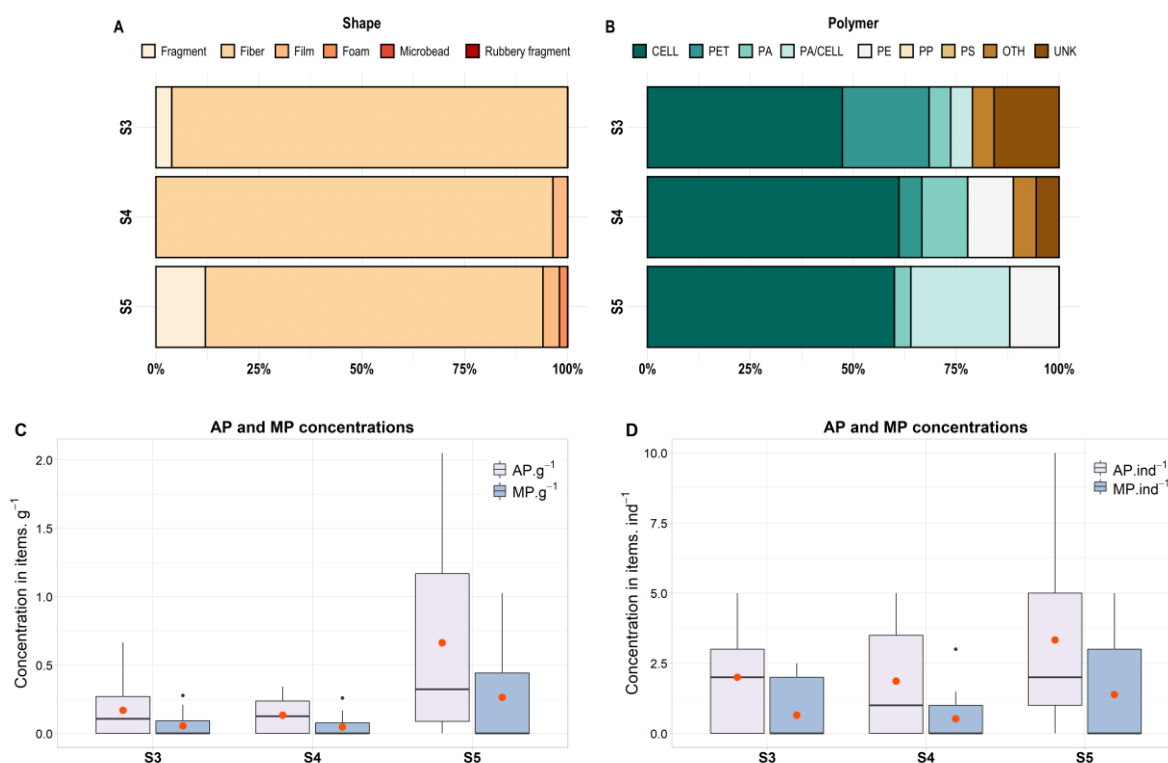 A
Shape
Fragment Fiber Film Foam Microbead Rubbery fragment
S3
S4
S5
0% 25% 50% 75% 100%
B
Polymer
CELL PET PA PA/CELL PE PP PS OTH UNK
S3
S4
S5
0% 25% 50% 75% 100%
C
AP and MP concentrations
Concentration in items. g⁻¹
2.0
1.5
1.0
0.5
0.0
AP.g⁻¹
MP.g⁻¹
S3 S4 S5
D
AP and MP concentrations
Concentration in items. ind⁻¹
10.0
7.5
5.0
2.5
0.0
AP.ind⁻¹
MP.ind⁻¹
S3 S4 S5